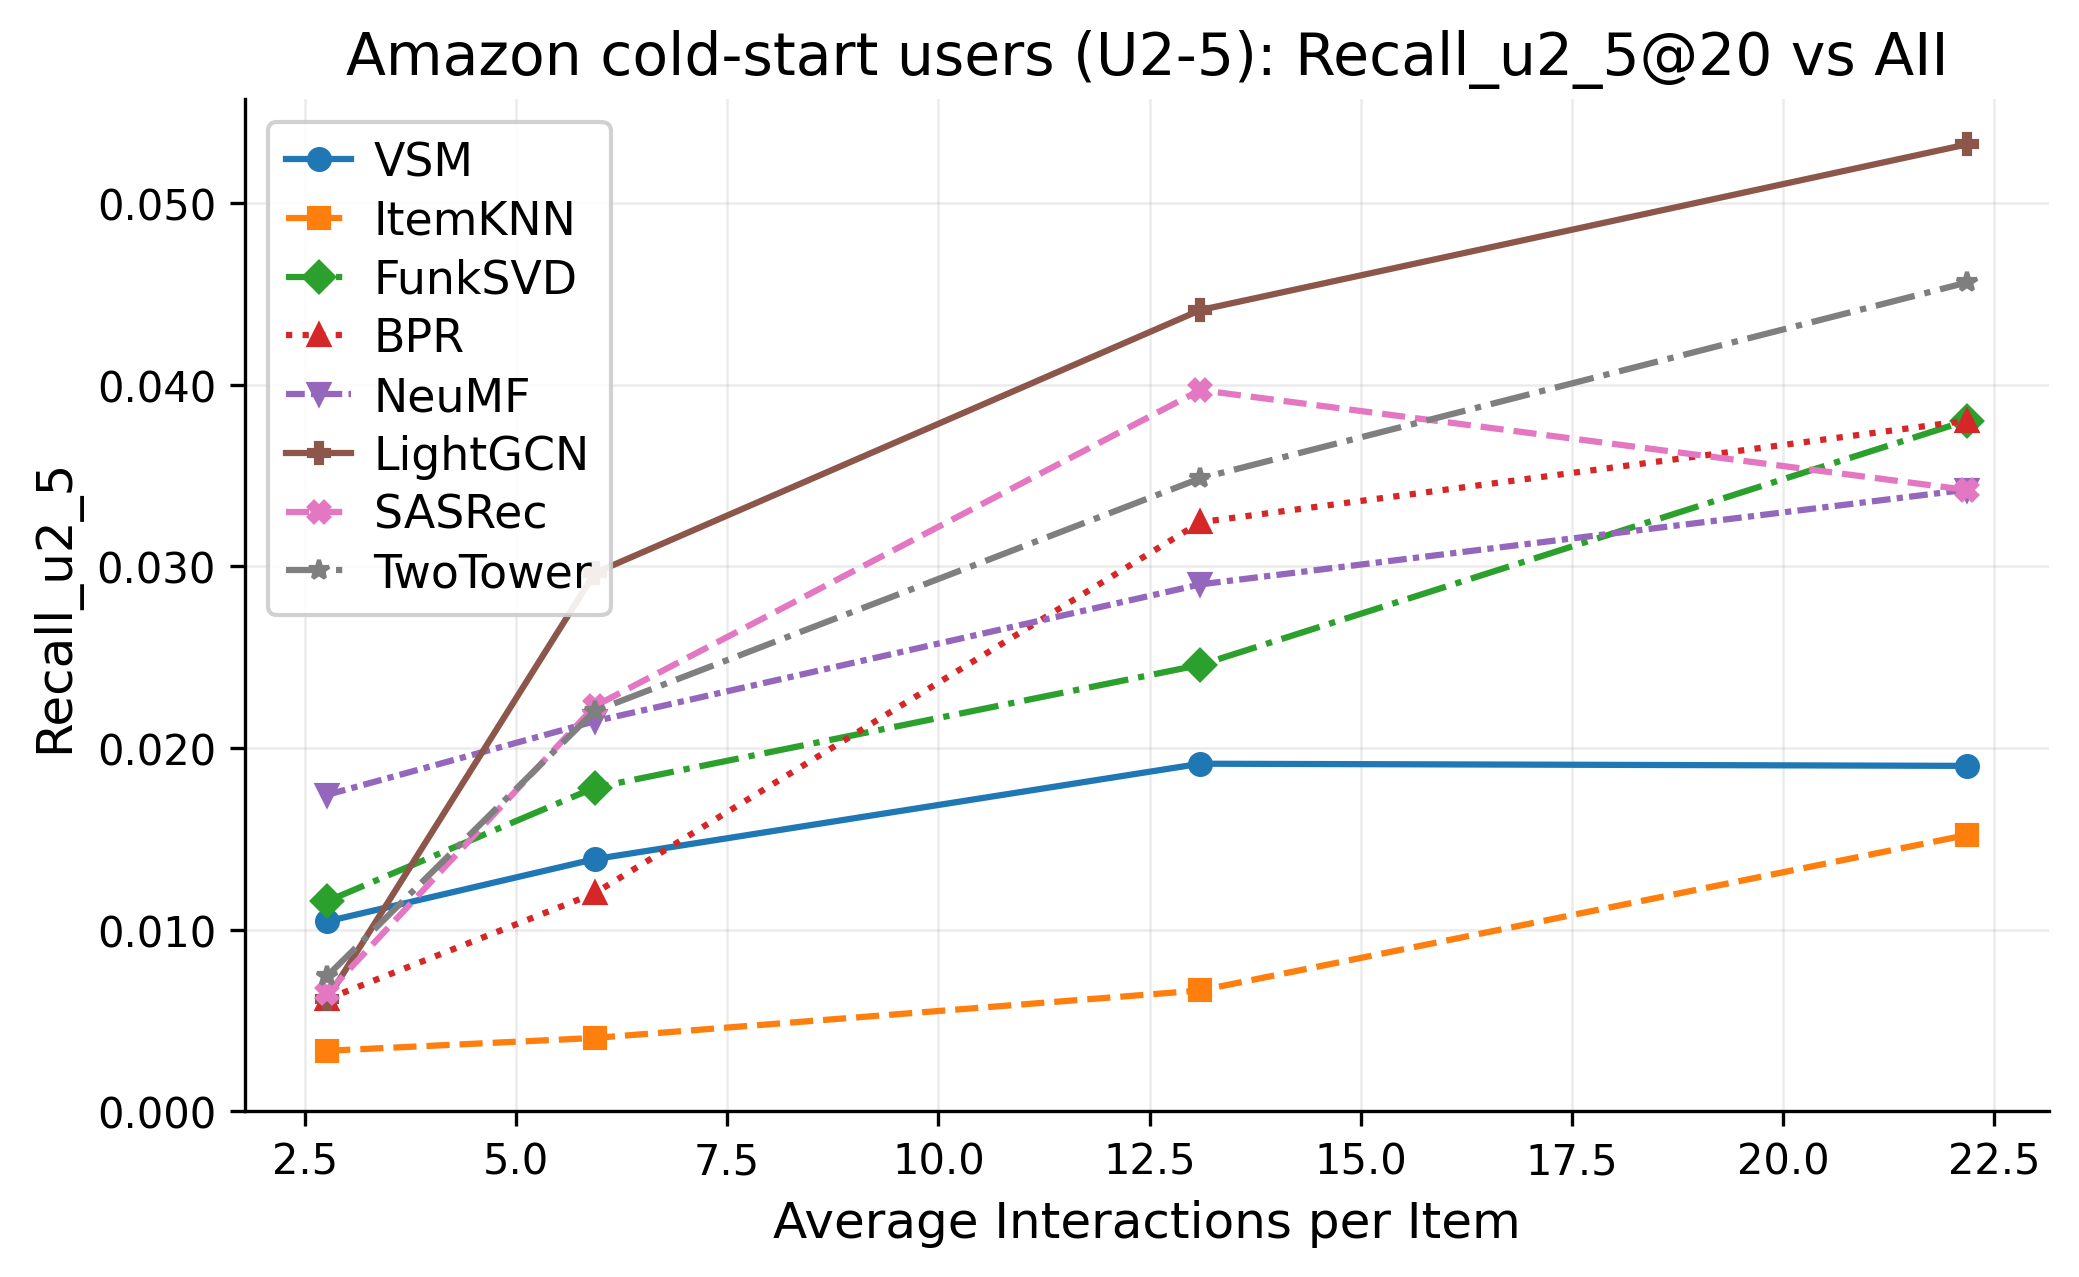 Amazon cold-start users (U2-5): Recall_u2_5@20 vs AII
VSM
ItemKNN
FunkSVD
BPR
NeuMF
LightGCN
SASRec
TwoTower
Recall_u2_5
0.050
0.040
0.030
0.020
0.010
0.000
2.5 5.0 7.5 10.0 12.5 15.0 17.5 20.0 22.5
Average Interactions per Item